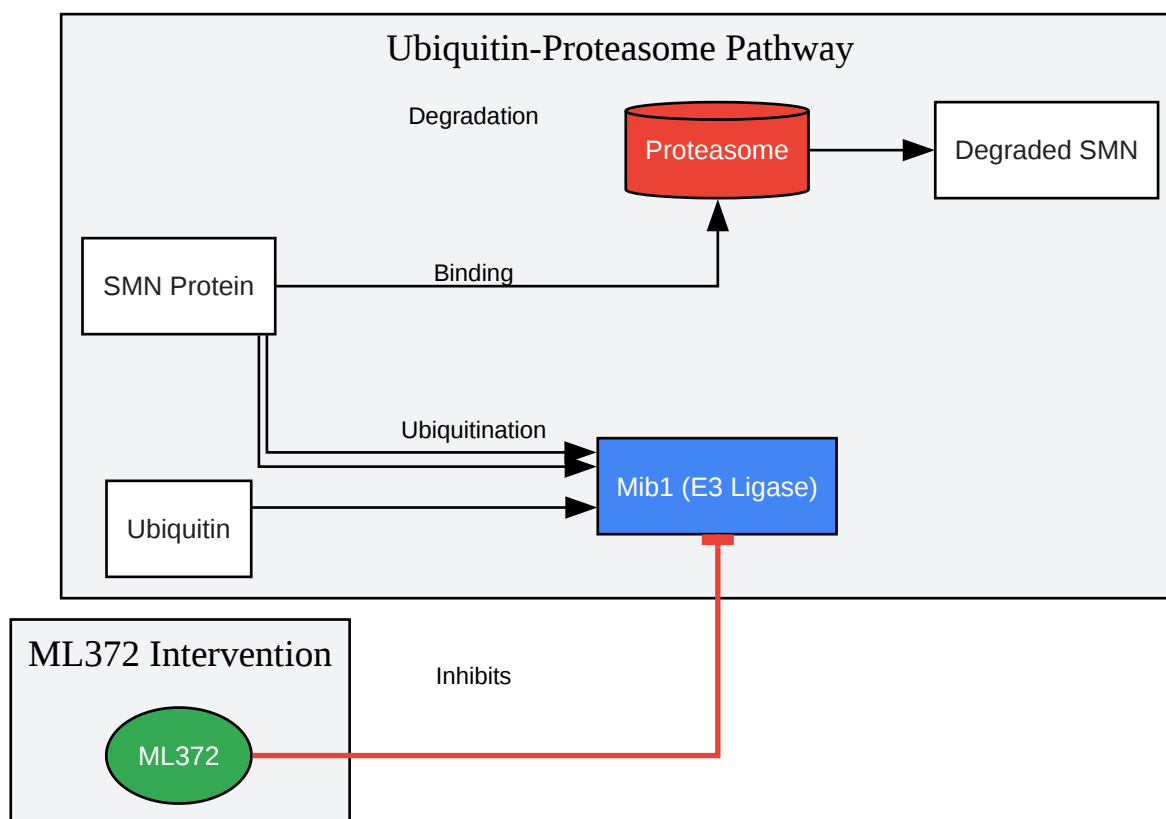 Ubiquitin-Proteasome Pathway
Degradation
Proteasome
Degraded SMN
SMN Protein
Binding
Ubiquitination
Mib1 (E3 Ligase)
Ubiquitin
ML372 Intervention
Inhibits
ML372